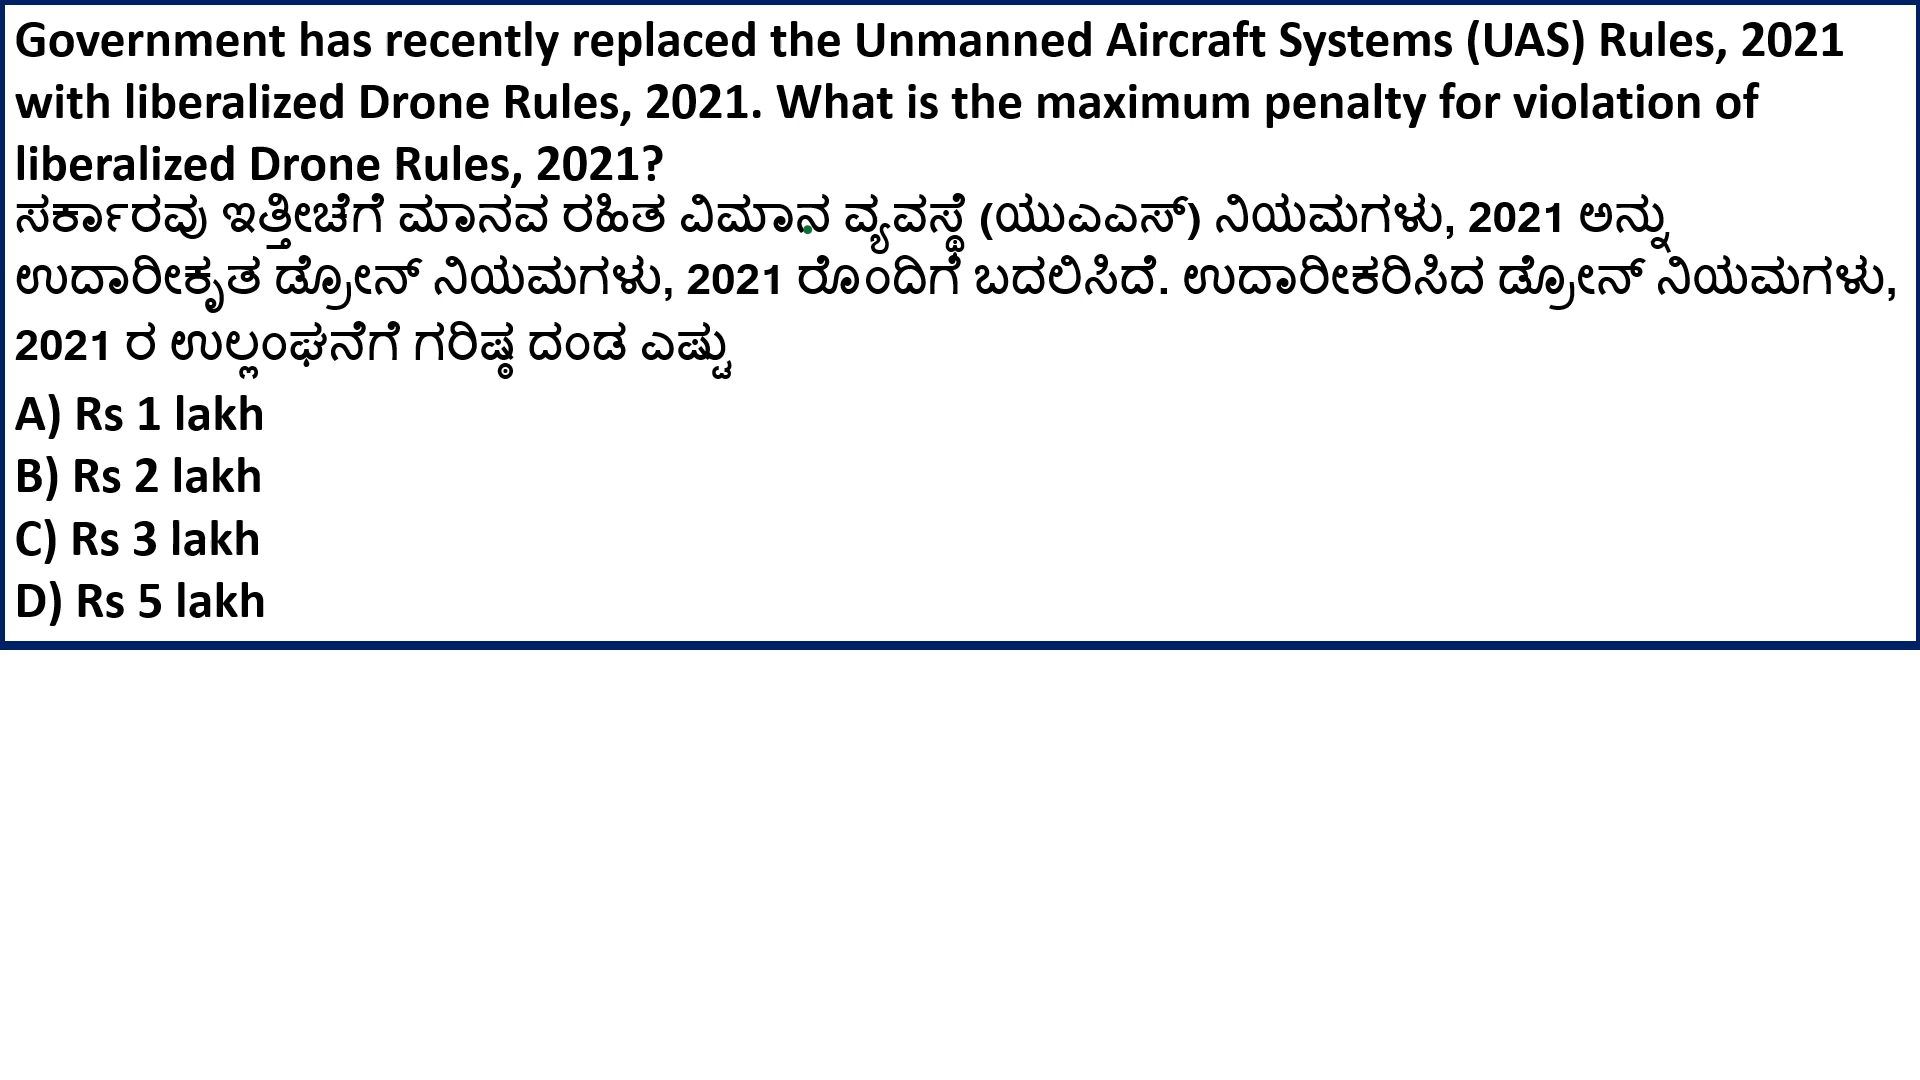 Government has recently replaced the Unmanned Aircraft Systems (UAS) Rules, 2021
with liberalized Drone Rules, 2021. What is the maximum penalty for violation of
liberalized Drone Rules, 2021?
ಸರ್ಕಾರವು ಇತ್ತೀಚೆಗೆ ಮಾನವ ರಹಿತ ವಿಮಾನ ವ್ಯವಸ್ಥೆ (ಯುಎಎಸ್) ನಿಯಮಗಳು, 2021 ಅನ್ನು
ಉದಾರೀಕೃತ ಡ್ರೋನ್ ನಿಯಮಗಳು, 2021 ರೊಂದಿಗೆ ಬದಲಿಸಿದೆ. ಉದಾರೀಕರಿಸಿದ ಡ್ರೋನ್ ನಿಯಮಗಳು,
2021 ರ ಉಲ್ಲಂಘನೆಗೆ ಗರಿಷ್ಠ ದಂಡ ಎಷ್ಟು
A) Rs 1 lakh
B) Rs 2 lakh
C) Rs 3 lakh
D) Rs 5 lakh